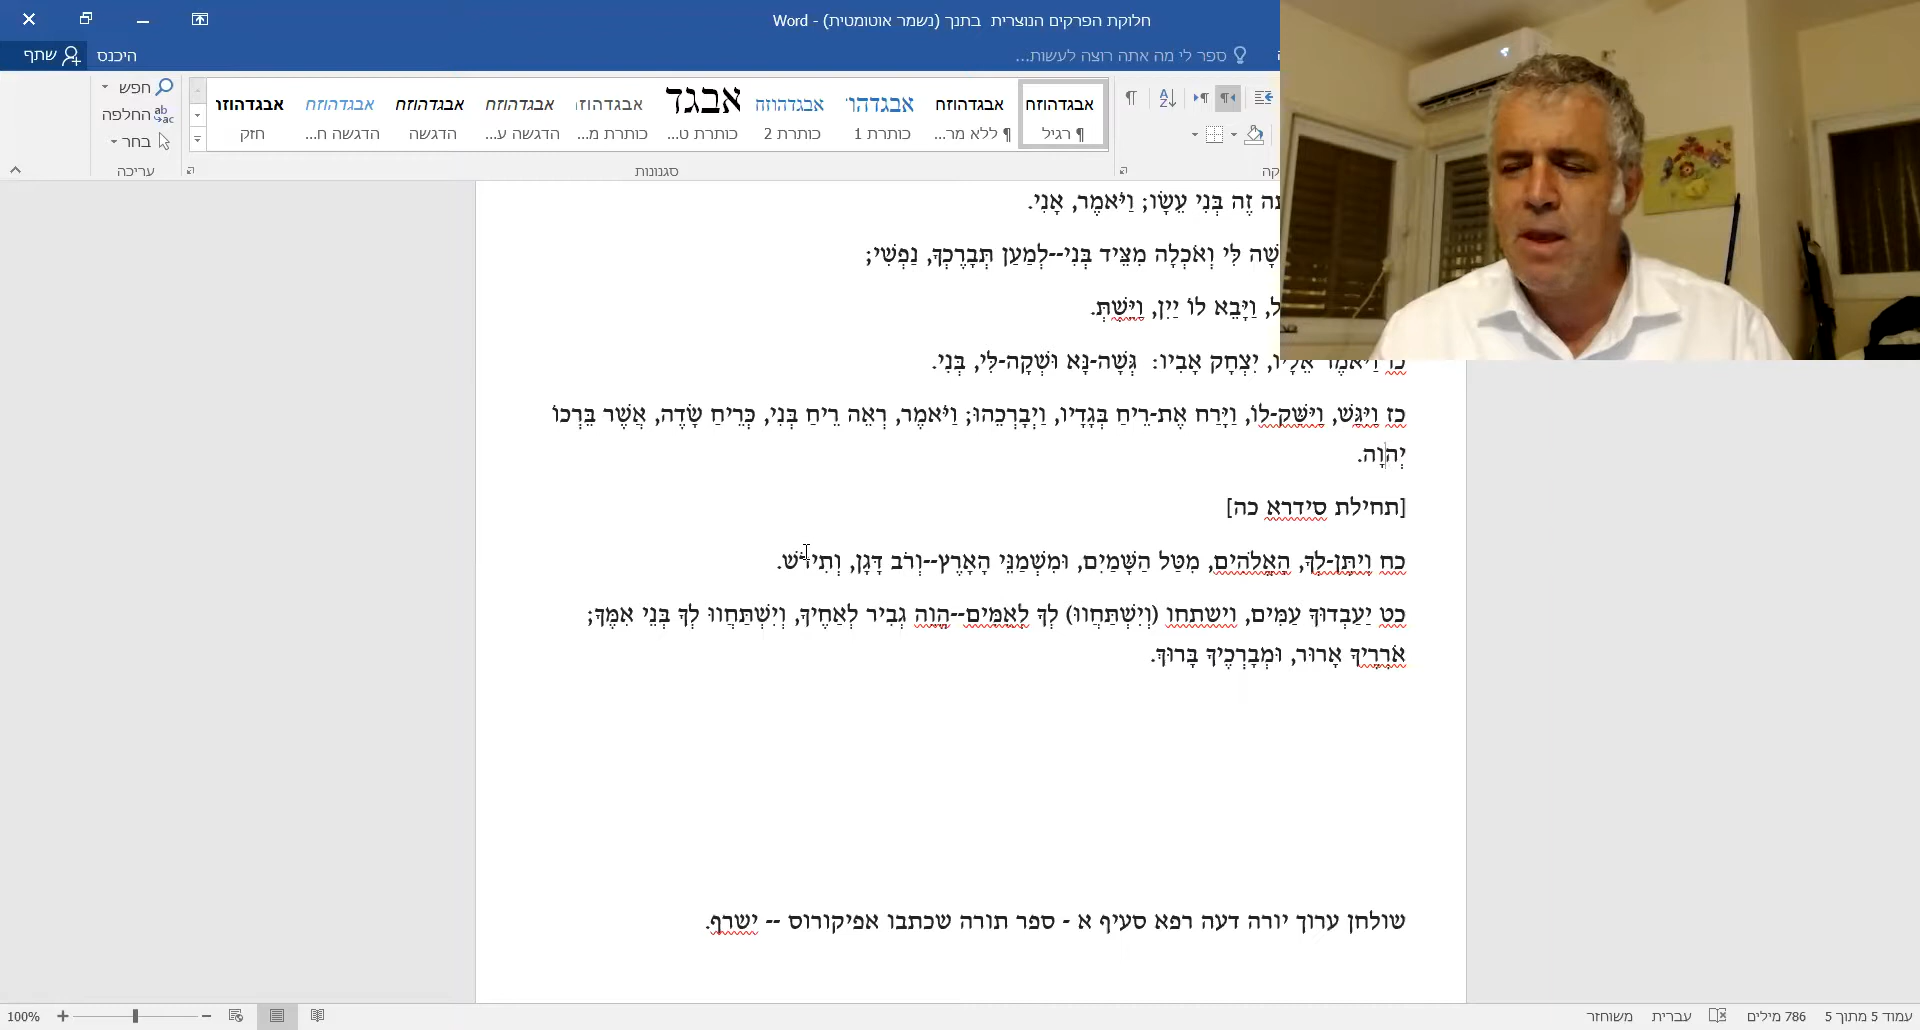 חלוקת הפרקים הנוצרית בתנך (נשמר אוטומטית) - Word
ספר לי מה אתה רוצה לעשות...
היכנס
שתף
אבגדהוזח אבגדהוזח אבגדהו אבגדהוזח אבגד אבגדהוזו אבגדהוזח אבגדהוזח אבגדהוזח אבגדהוזו
¶ רגיל
¶ ללא מר...
כותרת 1
כותרת 2
כותרת ט...
כותרת מ...
הדגשה ע...
הדגשה
הדגשה ח...
חזק
חפש
החלפה
בחר
סגנונות
עריכה
זֶה בְּנִי עֵשָׂו; וַיֹּאמֶר, אָנִי.
לִּי וְאֹכְלָה מִצֵּיד בְּנִי--לְמַעַן תְּבָרֶכְךָ, נַפְשִׁי;
וַיָּבֵא לוֹ יַיִן, וַיֵּשְׁתְּ.
כו וַיֹּאמֶר אֵלָיו, יִצְחָק אָבִיו: גְּשָׁה-נָּא וּשְׁקָה-לִּי, בְּנִי.
כז וַיִּגַּשׁ, וַיִּשַּׁק-לוֹ, וַיָּרַח אֶת-רֵיחַ בְּגָדָיו, וַיְבָרְכֵהוּ; וַיֹּאמֶר, רְאֵה רֵיחַ בְּנִי, כְּרֵיחַ שָׂדֶה, אֲשֶׁר בֵּרְכוֹ
יְהוָה.
[תחילת סידרא כה]
כח וְיִתֶּן-לְךָ, הָאֱלֹהִים, מִטַּל הַשָּׁמַיִם, וּמִשְׁמַנֵּי הָאָרֶץ--וְרֹב דָּגָן, וְתִירֹשׁ.
כט יַעַבְדוּךָ עַמִּים, וישתחו (וְיִשְׁתַּחֲווּ) לְךָ לְאֻמִּים--הֱוֵה גְבִיר לְאַחֶיךָ, וְיִשְׁתַּחֲווּ לְךָ בְּנֵי אִמֶּךָ;
אֹרְרֶיךָ אָרוּר, וּמְבָרְכֶיךָ בָּרוּךְ.
שולחן ערוך יורה דעה רפא סעיף א - ספר תורה שכתבו אפיקורוס -- ישרף.
עמוד 5 מתוך 5
786 מילים
עברית
משוחזר
100%